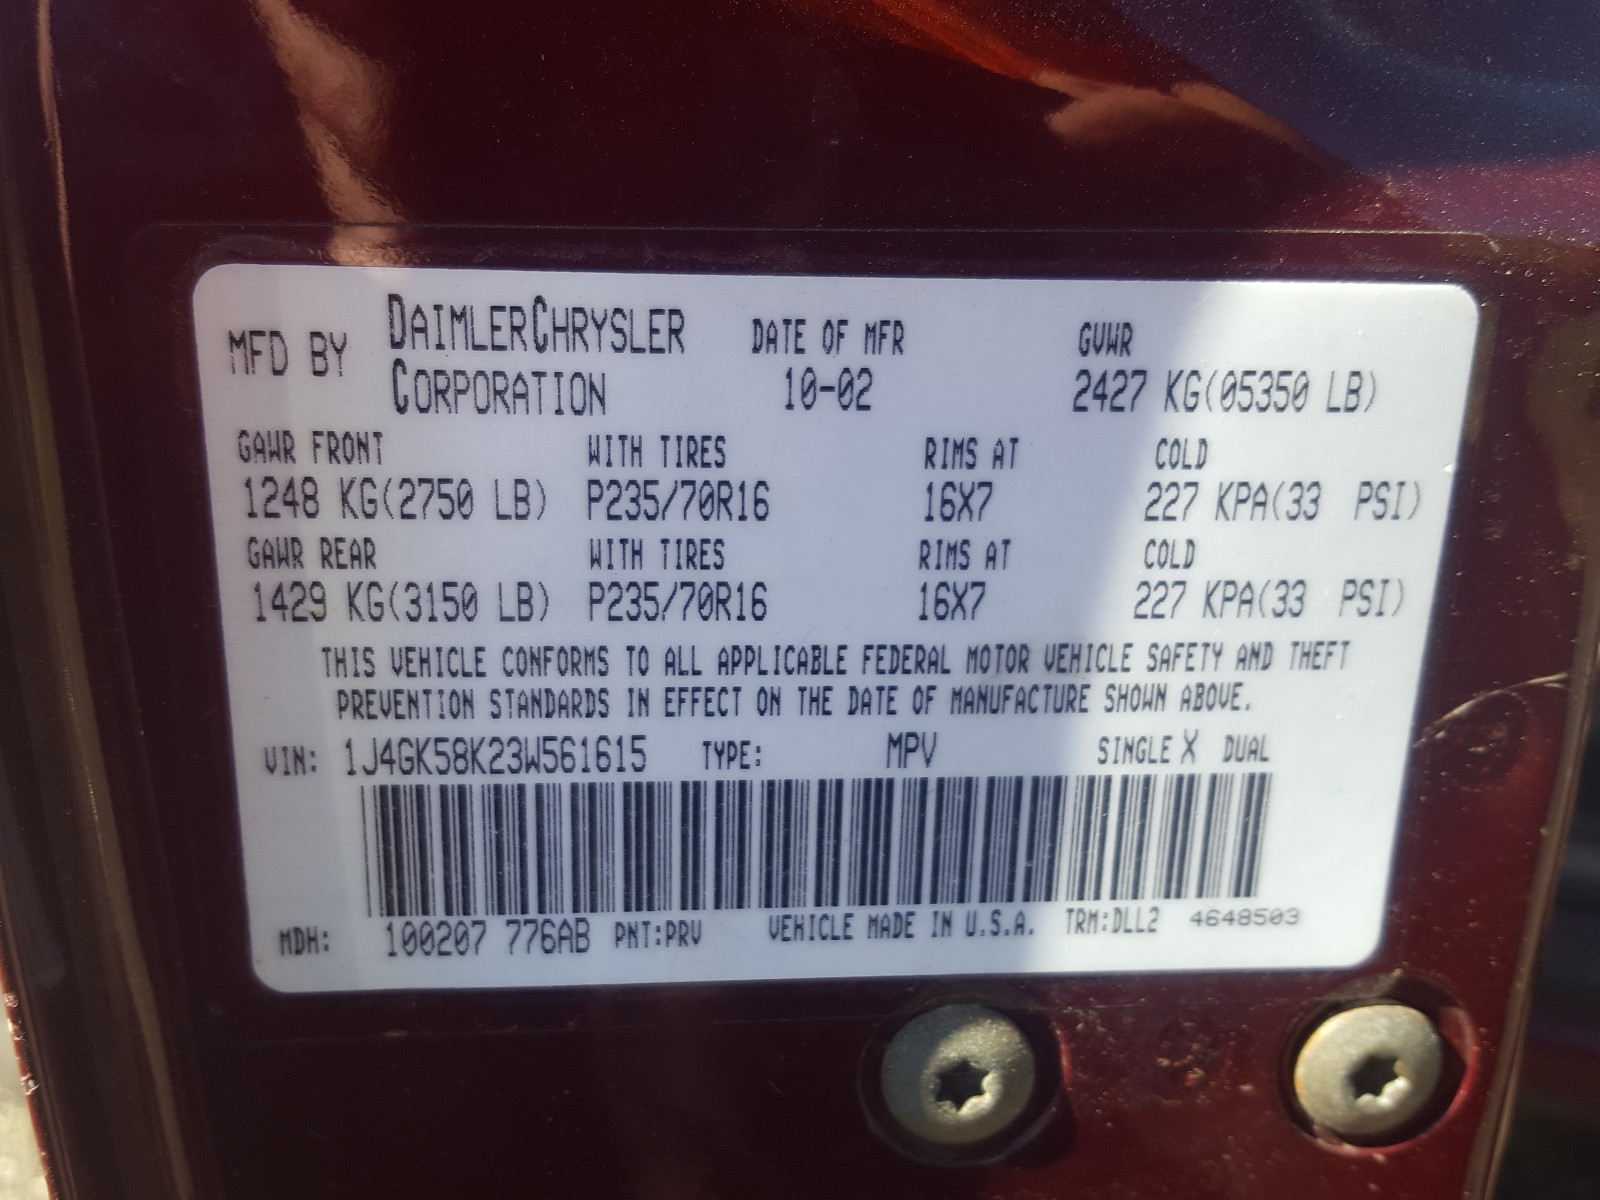 MFD BY DAIMLERCHRYSLER CORPORATION DATE OF MFR GVWR
10-02 2427 KG(05350 LB)
GAWR FRONT WITH TIRES RIMS AT COLD
1248 KG(2750 LB) P235/70R16 16X7 227 KPA(33 PSI)
GAWR REAR WITH TIRES RIMS AT COLD
1429 KG(3150 LB) P235/70R16 16X7 227 KPA(33 PSI)
THIS VEHICLE CONFORMS TO ALL APPLICABLE FEDERAL MOTOR VEHICLE SAFETY AND THEFT
PREVENTION STANDARDS IN EFFECT ON THE DATE OF MANUFACTURE SHOWN ABOVE.
VIN: 1J4GK58K23W561615 TYPE: MPV SINGLE X DUAL
MDH: 100207 776AB PNT:PRV VEHICLE MADE IN U.S.A. TRM:DLL2 4648503